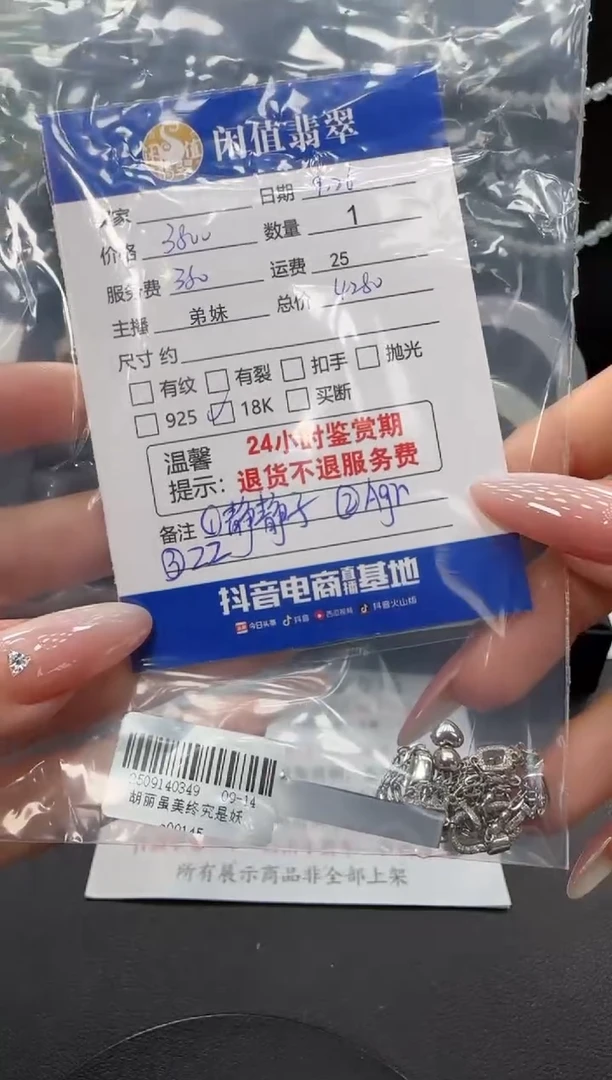 闲值翡翠
买家 日期 9.26
价格 3800 数量 1
服务费 380 运费 25
主播 弟妹 总价 4280
尺寸 约
有纹 有裂 扣手 抛光
925 18K 买断
温馨 24小时鉴赏期
提示: 退货不退服务费
备注 ①静静子 ②Agr
③ZZ
抖音电商直播基地
今日头条 抖音 西瓜视频 抖音火山版
0509140349 09-14
胡丽虽美终究是妖
所有展示商品非全部上架